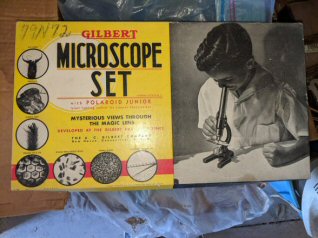 79N72
GILBERT
MICROSCOPE
SET
with POLAROID JUNIOR
MYSTERIOUS VIEWS THROUGH
THE MAGIC LENS
DEVELOPED AT THE GILBERT HALL OF SCIENCE
THE A. C. GILBERT COMPANY